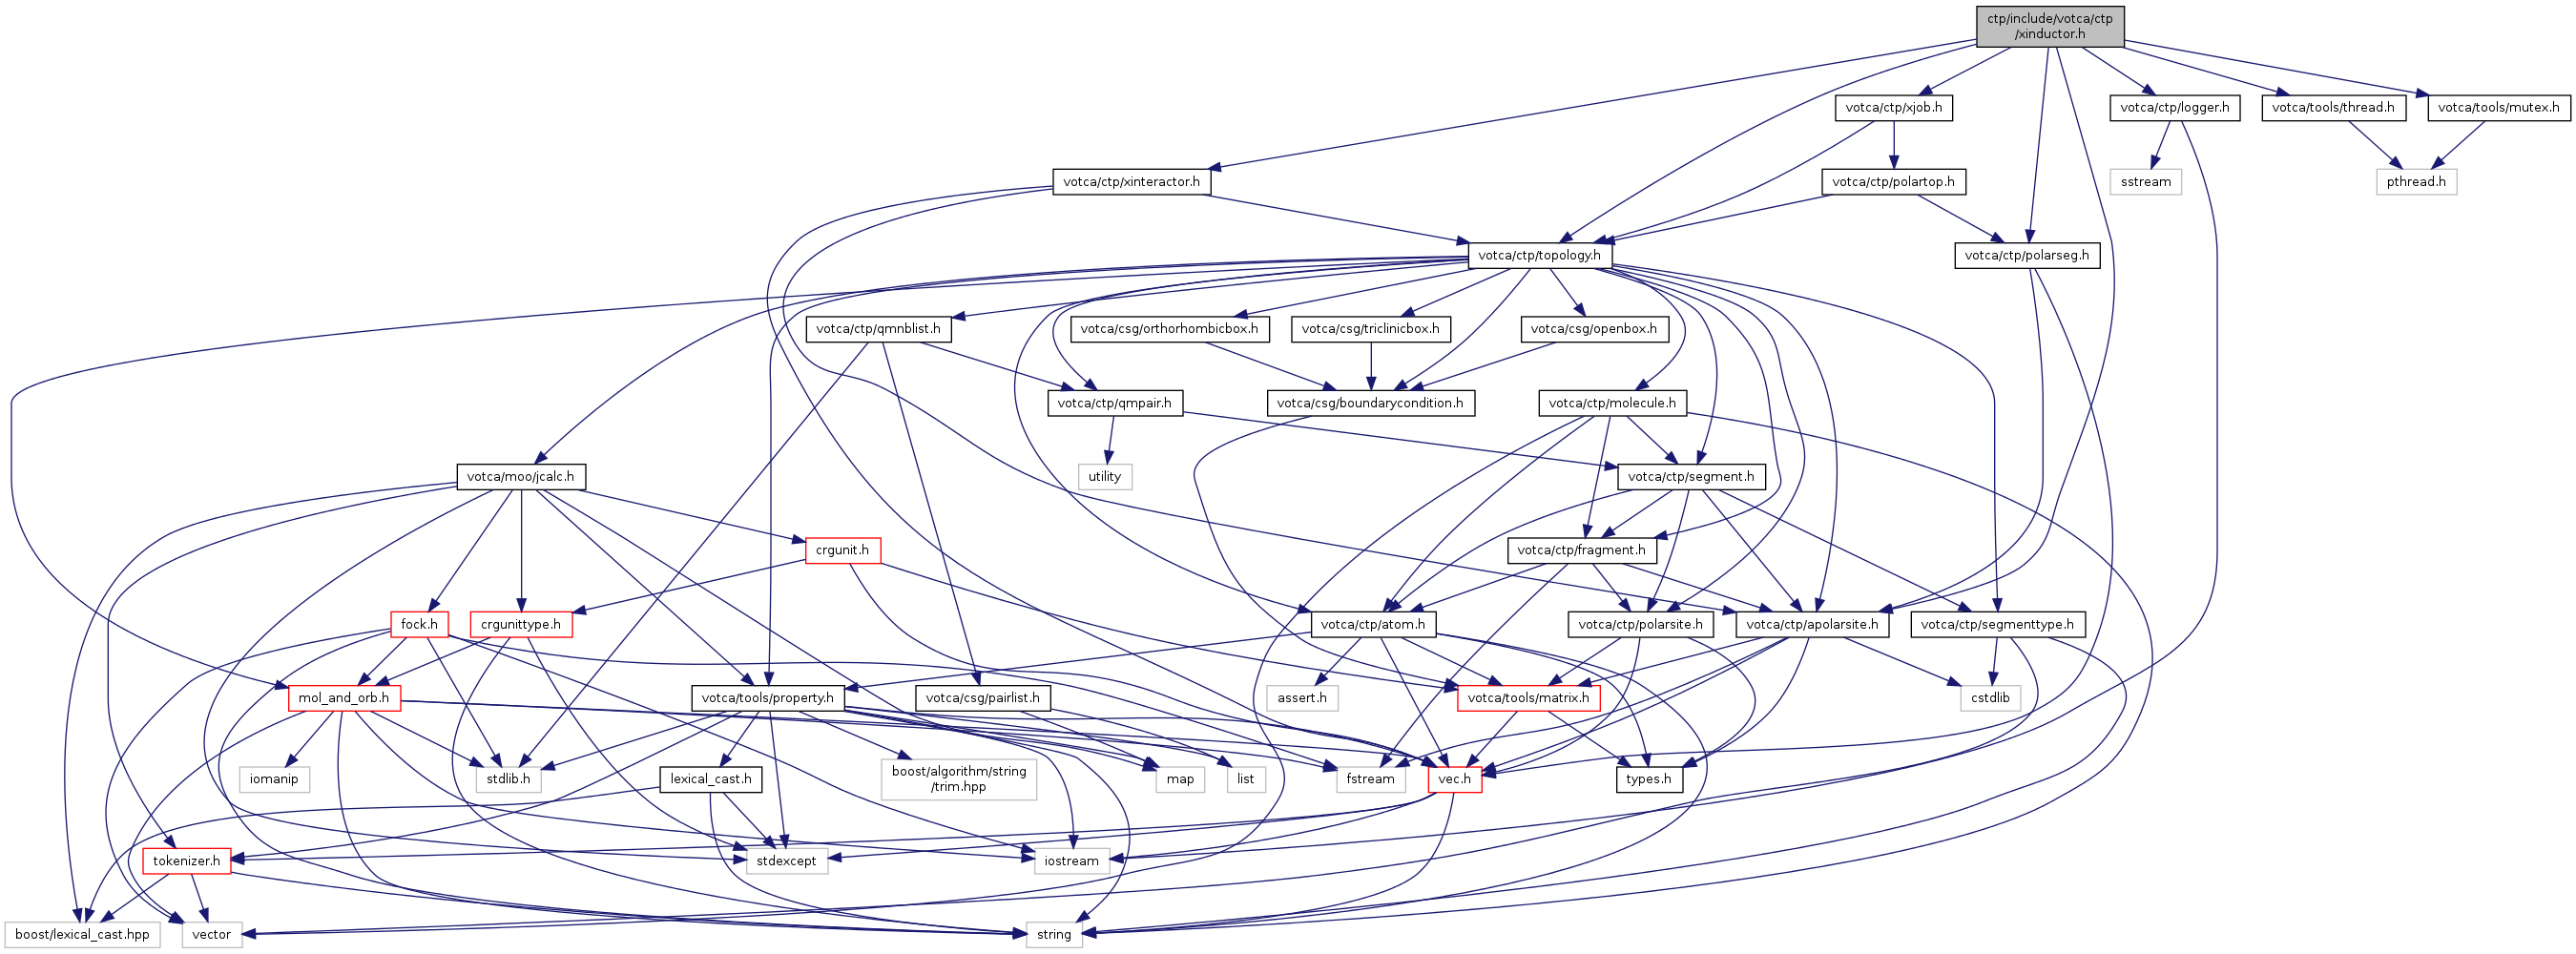 ctp/include/votca/ctp
/xinductor.h
votca/ctp/xjob.h
votca/ctp/logger.h
votca/tools/thread.h
votca/tools/mutex.h
votca/ctp/xinteractor.h
votca/ctp/polartop.h
sstream
pthread.h
votca/ctp/topology.h
votca/ctp/polarseg.h
votca/ctp/qmnblist.h
votca/csg/orthorhombicbox.h
votca/csg/triclinicbox.h
votca/csg/openbox.h
votca/ctp/qmpair.h
votca/csg/boundarycondition.h
votca/ctp/molecule.h
votca/moo/jcalc.h
utility
votca/ctp/segment.h
crgunit.h
votca/ctp/fragment.h
fock.h
crgunittype.h
votca/ctp/atom.h
votca/ctp/polarsite.h
votca/ctp/apolarsite.h
votca/ctp/segmenttype.h
mol_and_orb.h
votca/tools/property.h
votca/csg/pairlist.h
assert.h
votca/tools/matrix.h
cstdlib
iomanip
stdlib.h
lexical_cast.h
boost/algorithm/string
/trim.hpp
map
list
fstream
vec.h
types.h
tokenizer.h
stdexcept
iostream
boost/lexical_cast.hpp
vector
string